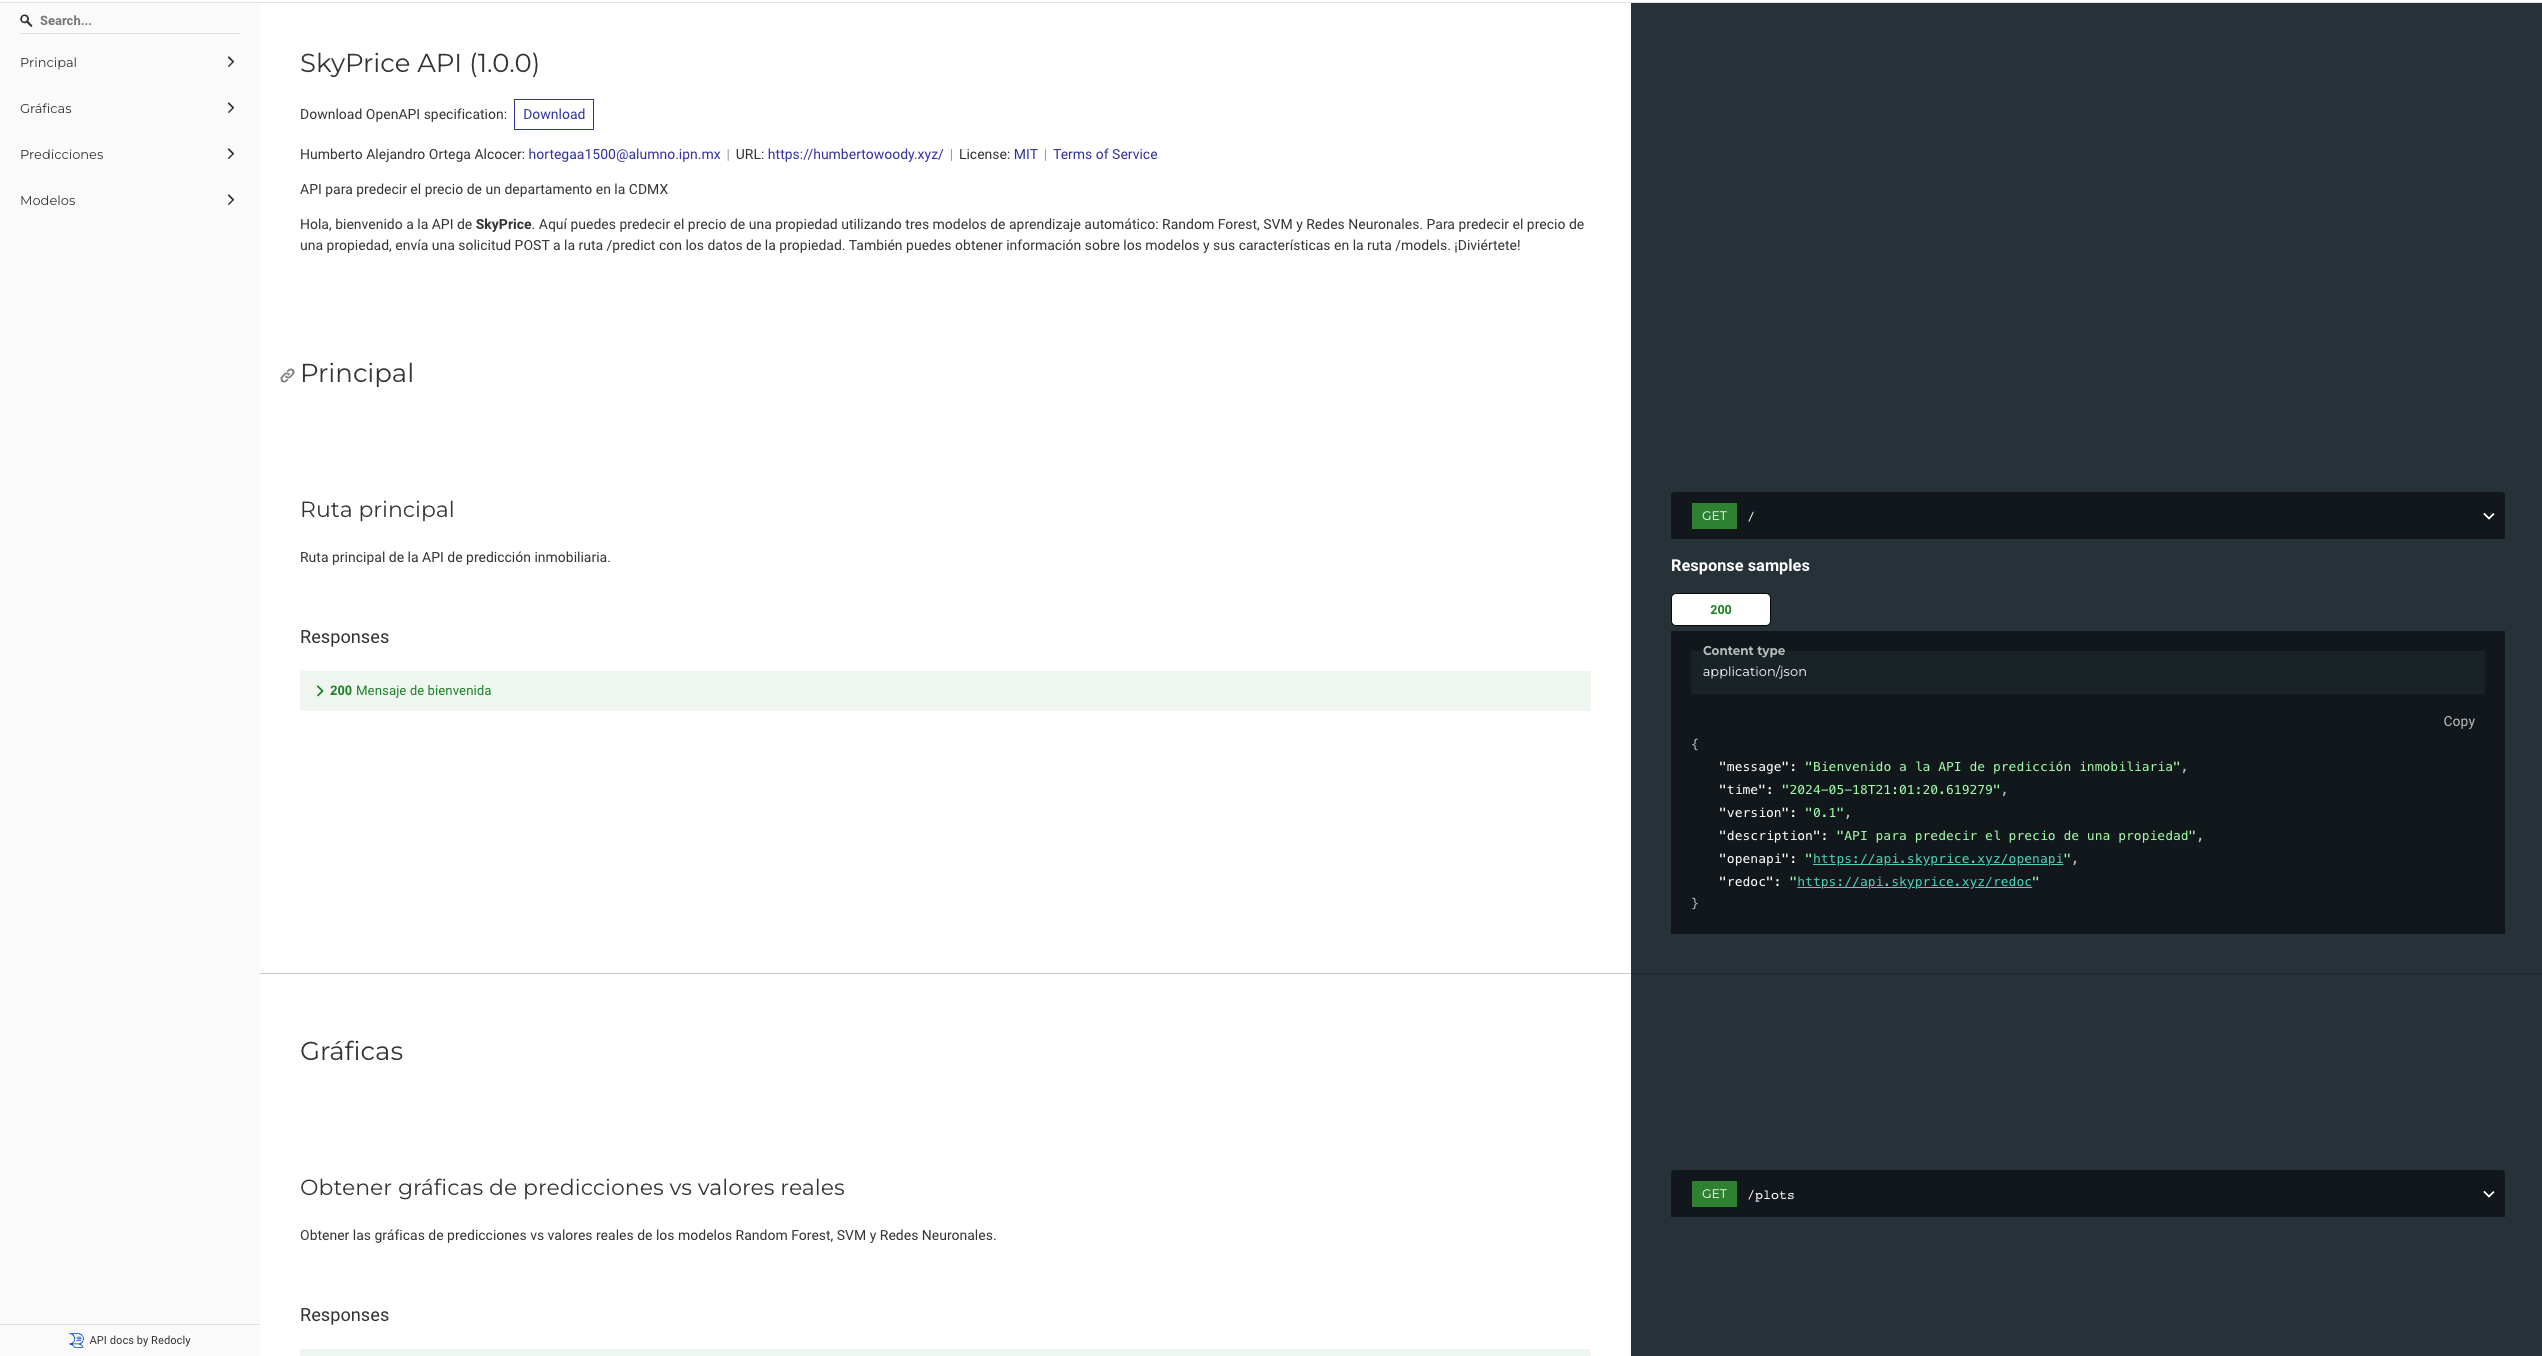 Search...
Principal
Gráficas
Predicciones
Modelos
API docs by Redocly
SkyPrice API (1.0.0)
Download OpenAPI specification: Download
Humberto Alejandro Ortega Alcocer: hortegaa1500@alumno.ipn.mx | URL: https://humbertowoody.xyz/ | License: MIT | Terms of Service
API para predecir el precio de un departamento en la CDMX
Hola, bienvenido a la API de SkyPrice. Aquí puedes predecir el precio de una propiedad utilizando tres modelos de aprendizaje automático: Random Forest, SVM y Redes Neuronales. Para predecir el precio de
una propiedad, envía una solicitud POST a la ruta /predict con los datos de la propiedad. También puedes obtener información sobre los modelos y sus características en la ruta /models. ¡Diviértete!
Principal
Ruta principal
Ruta principal de la API de predicción inmobiliaria.
Responses
200 Mensaje de bienvenida
GET /
Response samples
200
Content type
application/json
Copy
{
"message": "Bienvenido a la API de predicción inmobiliaria",
"time": "2024-05-18T21:01:20.619279",
"version": "0.1",
"description": "API para predecir el precio de una propiedad",
"openapi": "https://api.skyprice.xyz/openapi",
"redoc": "https://api.skyprice.xyz/redoc"
}
Gráficas
Obtener gráficas de predicciones vs valores reales
Obtener las gráficas de predicciones vs valores reales de los modelos Random Forest, SVM y Redes Neuronales.
Responses
GET /plots